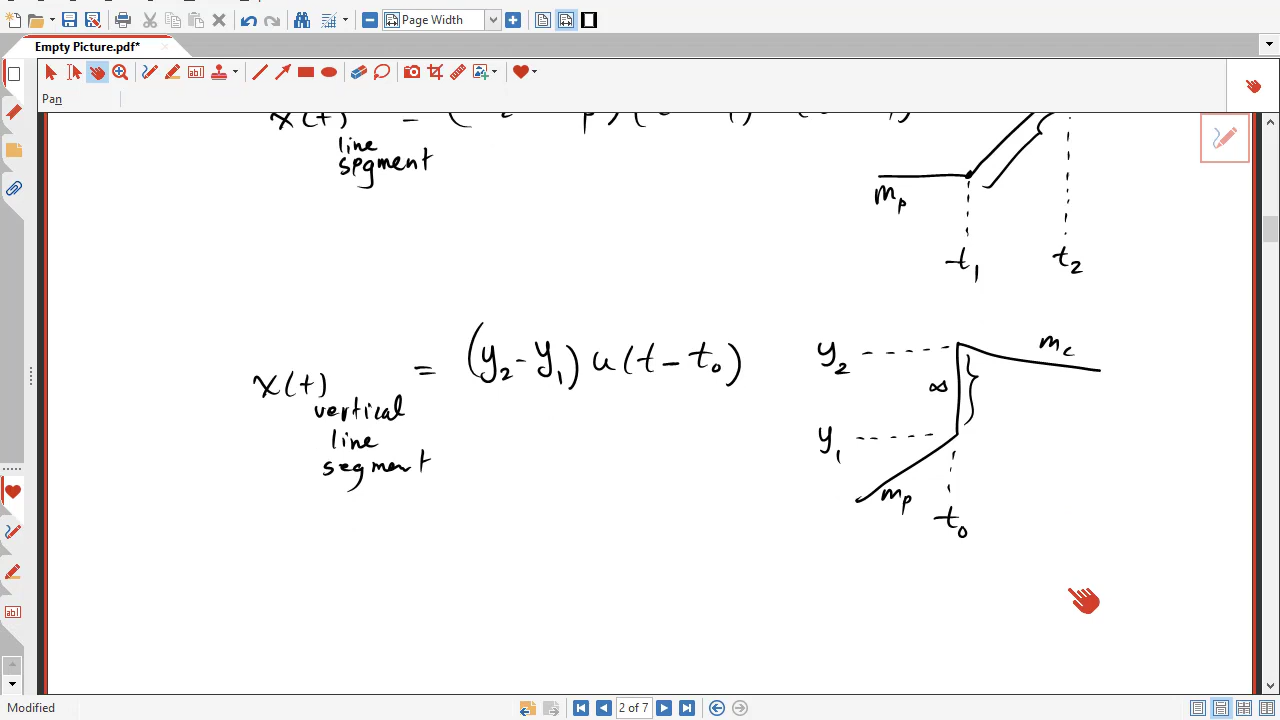 Page Width
Empty Picture.pdf*
Pan
x(t) line spgment
m_p
t_1 t_2
x(t) vertical line segment = (y_2 - y_1) u(t - t_0)
y_2
m_c
∞
y_1
m_p
t_0
Modified
2 of 7